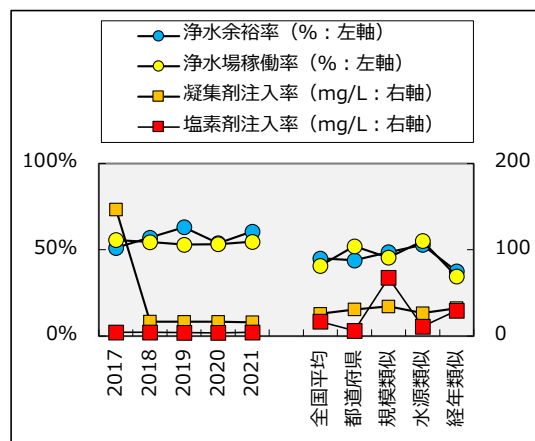 浄水余裕率（%：左軸）
浄水場稼働率（%：左軸）
凝集剤注入率（mg/L：右軸）
塩素剤注入率（mg/L：右軸）
100%
200
50%
100
0%
0
2017
2018
2019
2020
2021
全国平均
都道府県
規模類似
水源類似
経年類似